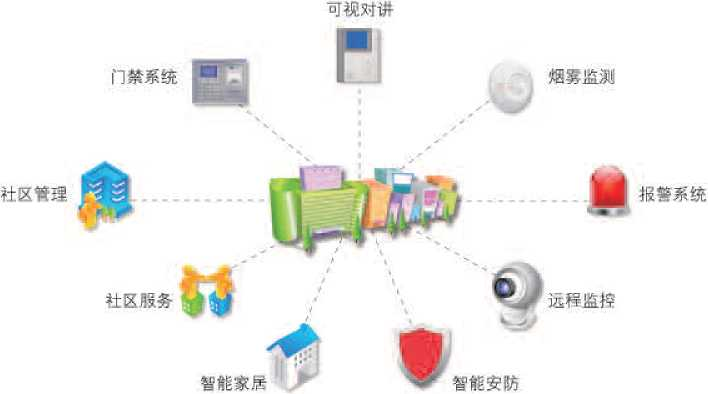 可视对讲
门禁系统
烟雾监测
社区管理
报警系统
社区服务
远程监控
智能家居
智能安防